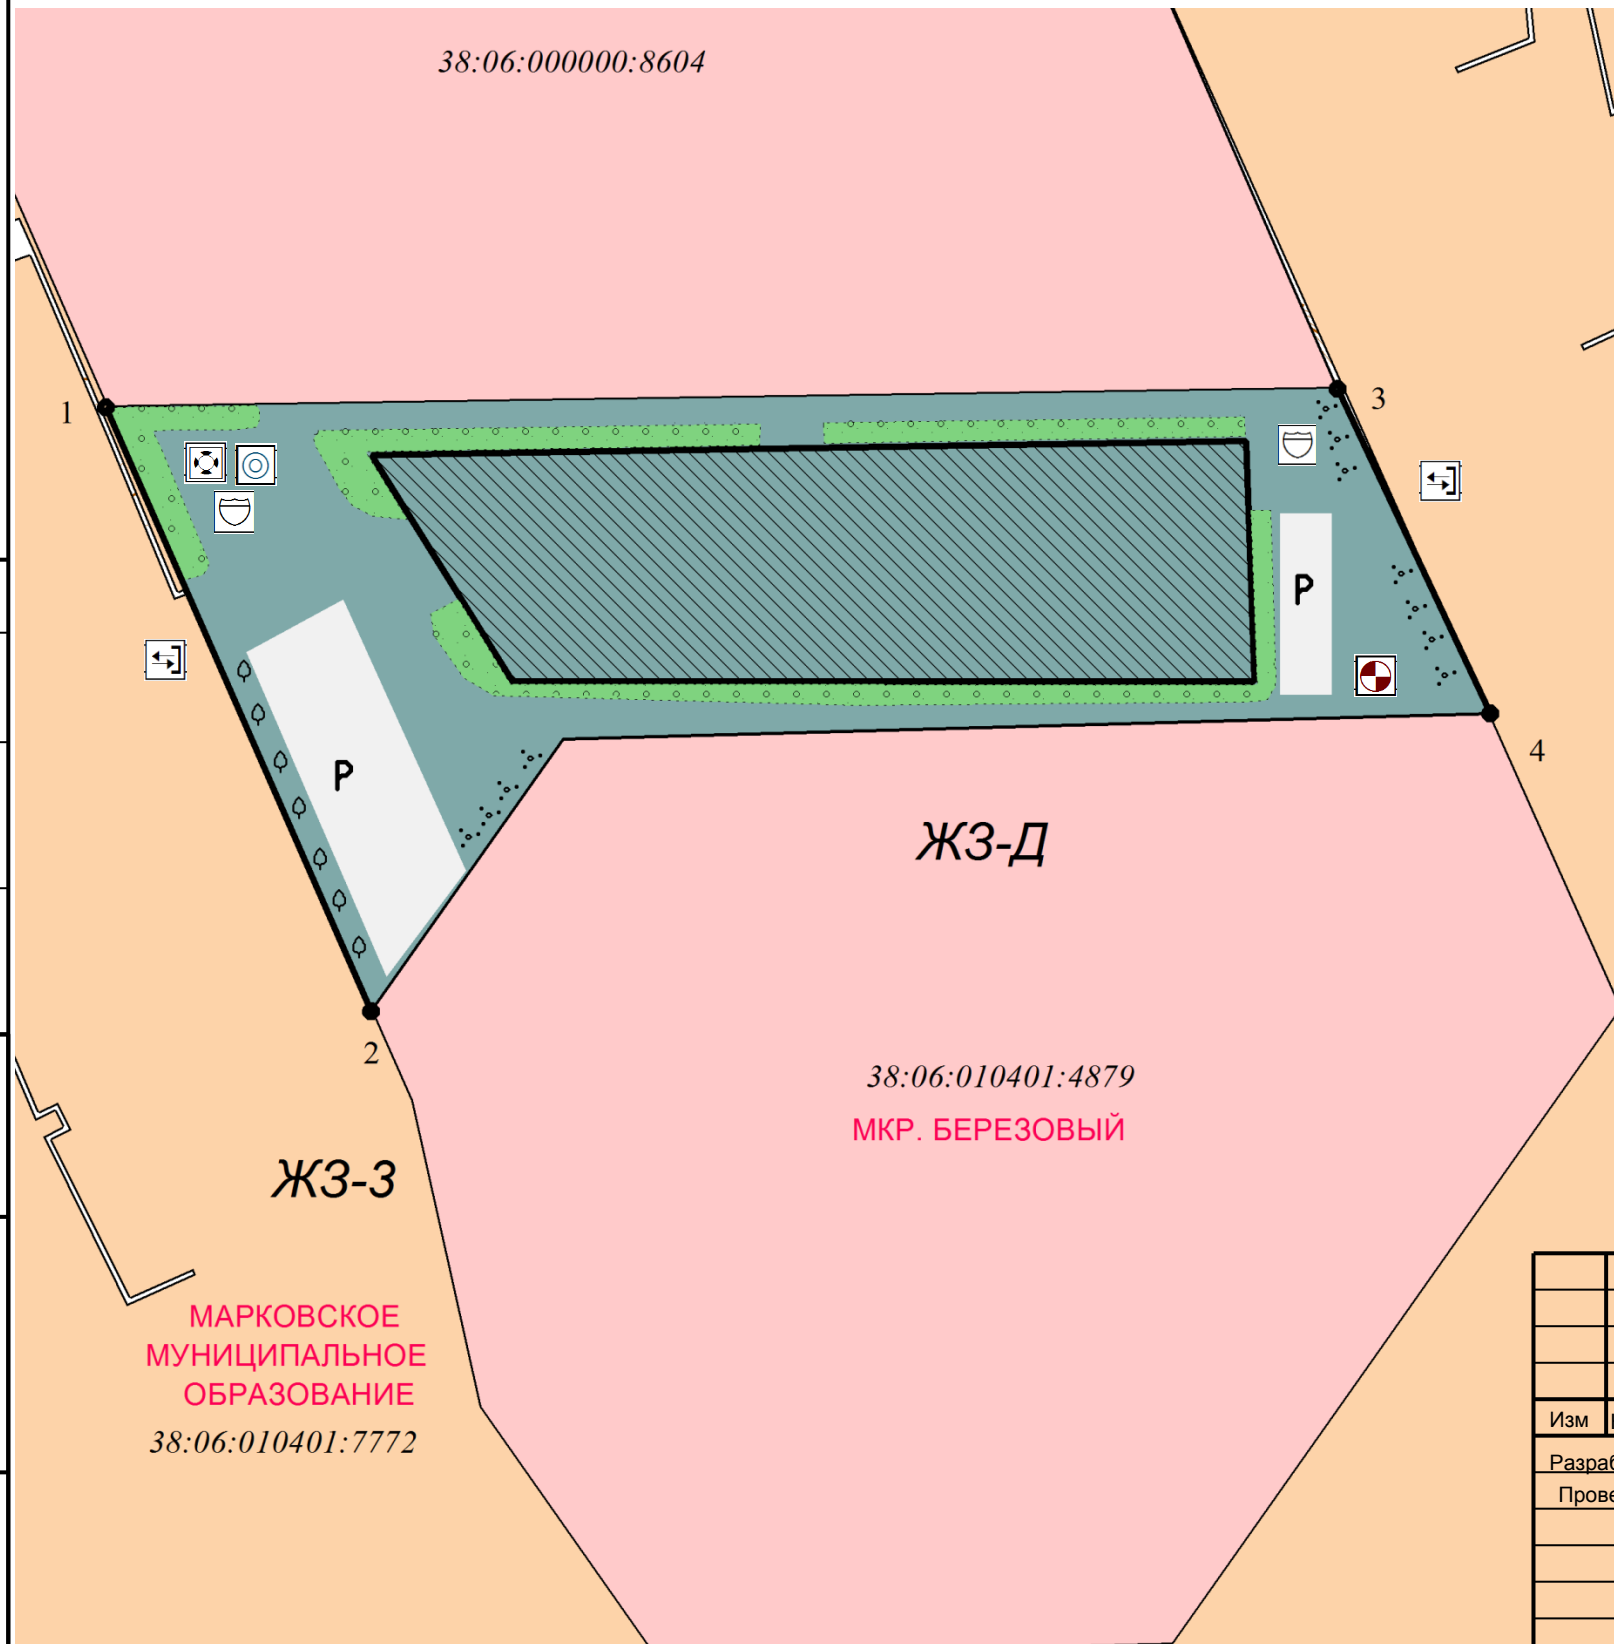 38:06:000000:8604
1
3
P
P
4
ЖЗ-Д
2
38:06:010401:4879
МКР. БЕРЕЗОВЫЙ
ЖЗ-3
МАРКОВСКОЕ
МУНИЦИПАЛЬНОЕ
ОБРАЗОВАНИЕ
38:06:010401:7772
Изм